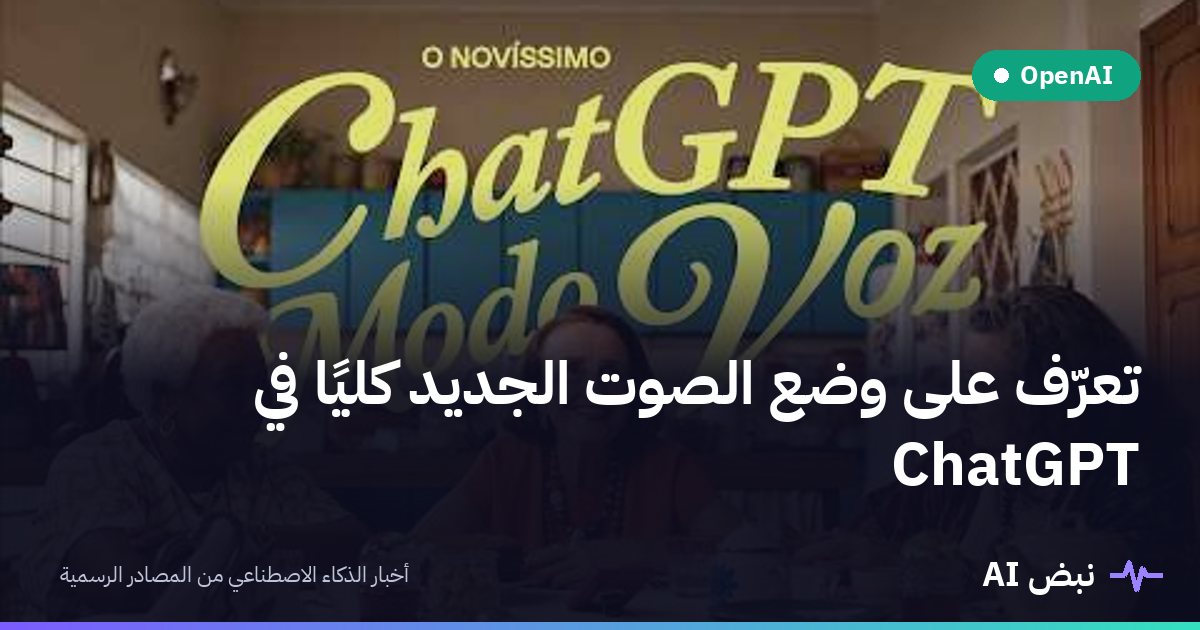 O NOVÍSSIMO
ChatGPT
Modo Voz
OpenAI
تعرّف على وضع الصوت الجديد كليًا في
ChatGPT
نبض AI
أخبار الذكاء الاصطناعي من المصادر الرسمية